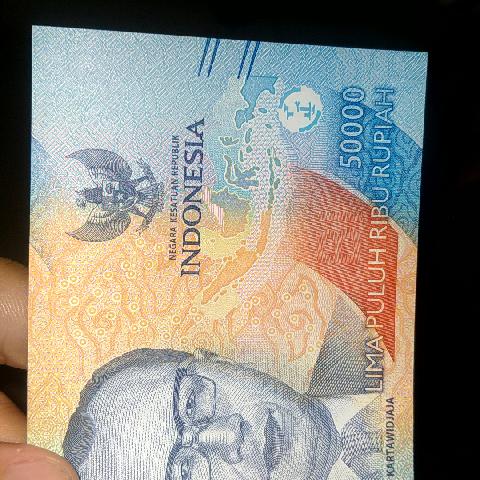 NEGARA KESATUAN REPUBLIK
INDONESIA
50000
LIMA PULUH RIBU RUPIAH
KARTAWIDJAJA